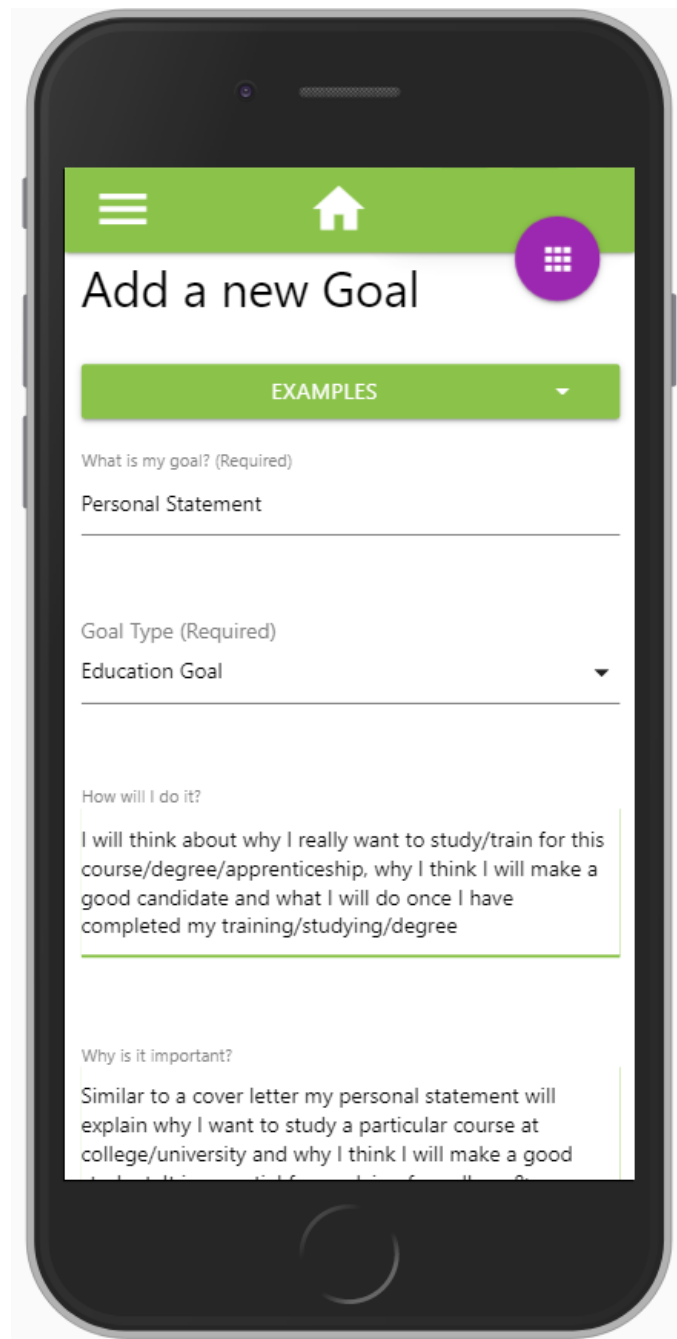 Add a new Goal
EXAMPLES
What is my goal? (Required)
Personal Statement
Goal Type (Required)
Education Goal
How will I do it?
I will think about why I really want to study/train for this
course/degree/apprenticeship, why I think I will make a
good candidate and what I will do once I have
completed my training/studying/degree
Why is it important?
Similar to a cover letter my personal statement will
explain why I want to study a particular course at
college/university and why I think I will make a good